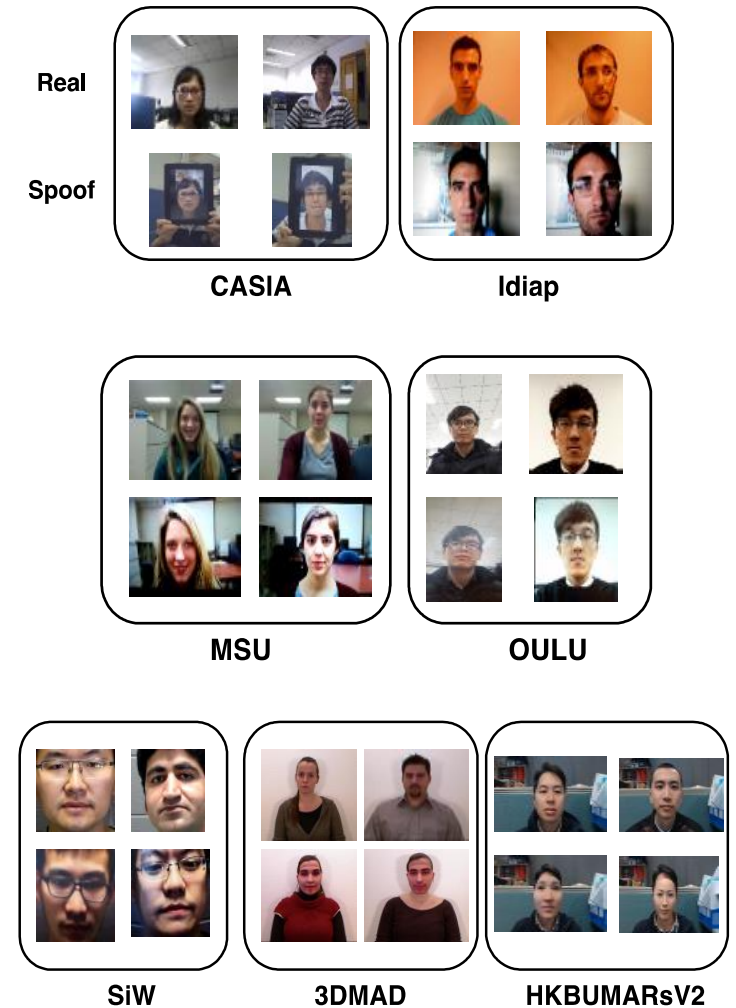 Real
Spoof
CASIA
Idiap
MSU
OULU
SiW
3DMAD
HKBUMARsV2